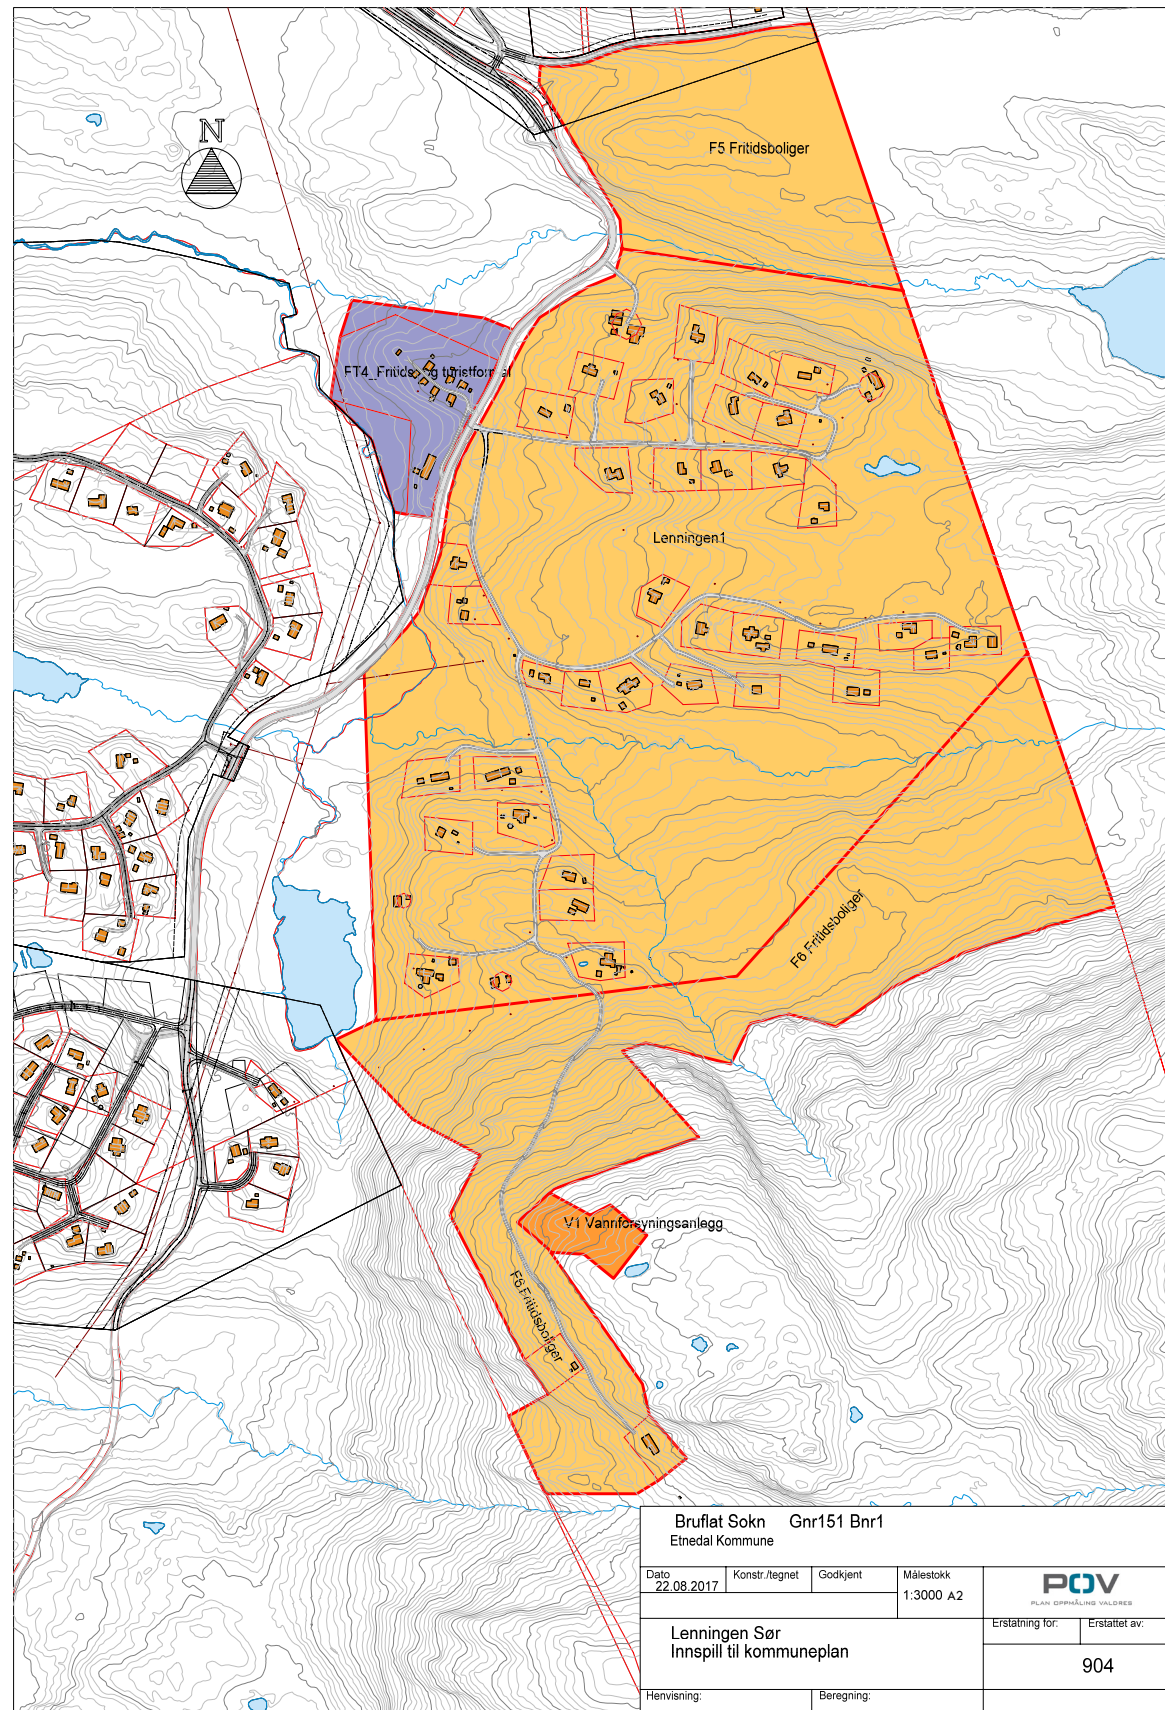 N
F5 Fritidsboliger
FT4_Fritids- og turistformål
Lenningen1
F6 Fritidsboliger
V1 Vannforsyningsanlegg
F6 Fritidsboliger
Bruflat Sokn Gnr151 Bnr1
Etnedal Kommune
Dato
22.08.2017
Konstr./tegnet
Godkjent
Målestokk
1:3000 A2
POV
PLAN OPPMÅLING VALDRES
Lenningen Sør
Innspill til kommuneplan
Erstatning for:
Erstattet av:
904
Henvisning:
Beregning: